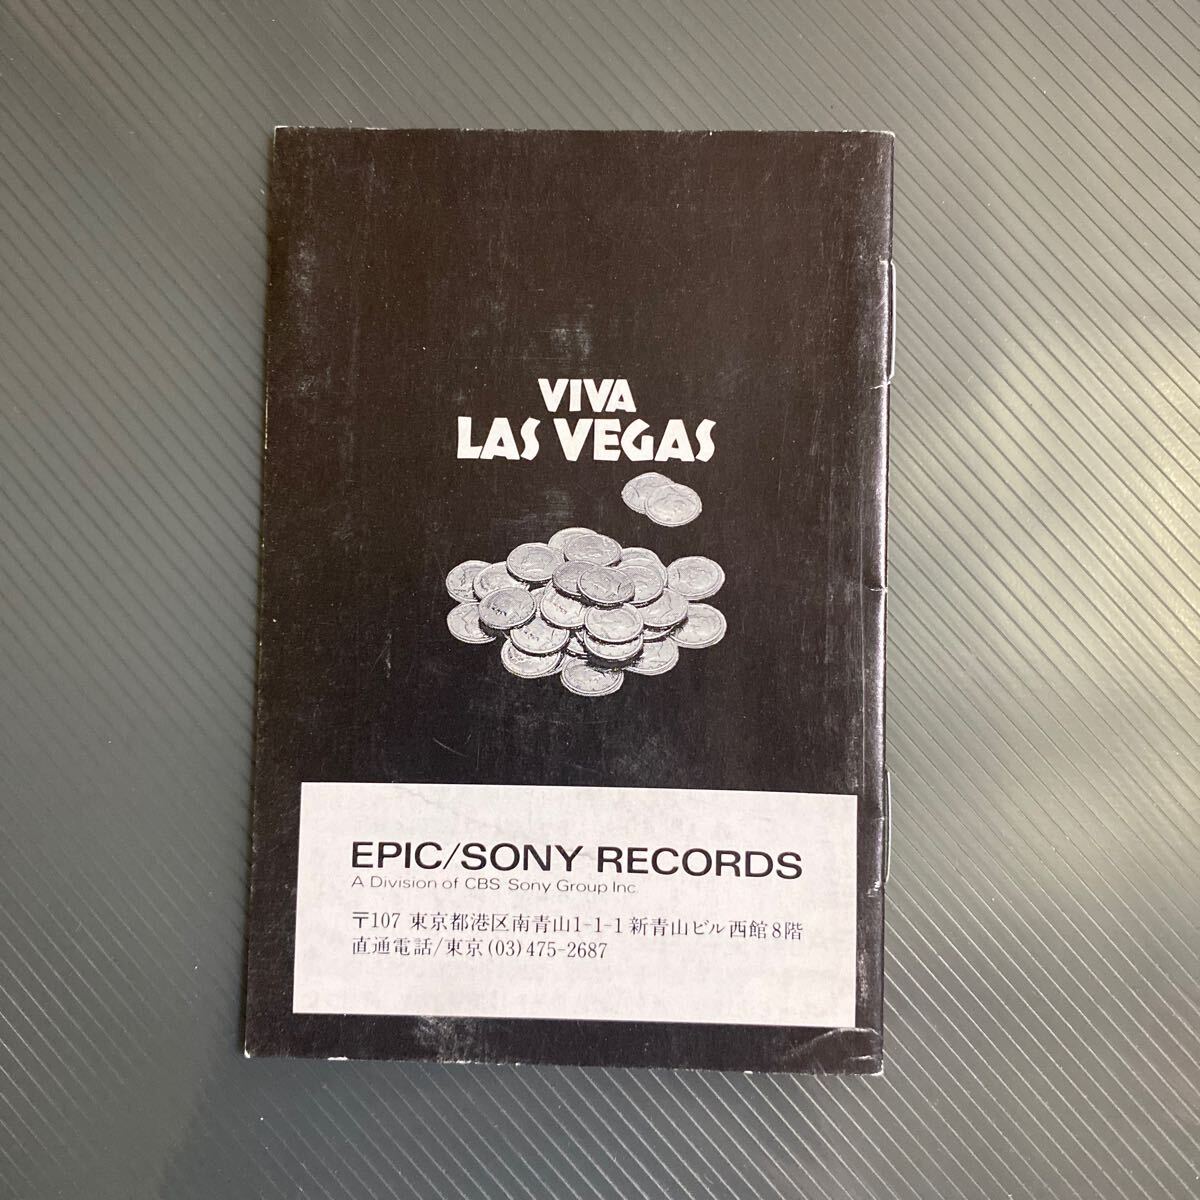 VIVA
LAS VEGAS
EPIC/SONY RECORDS
A Division of CBS Sony Group Inc.
〒107 東京都港区南青山1-1-1 新青山ビル西館8階
直通電話/東京(03)475-2687